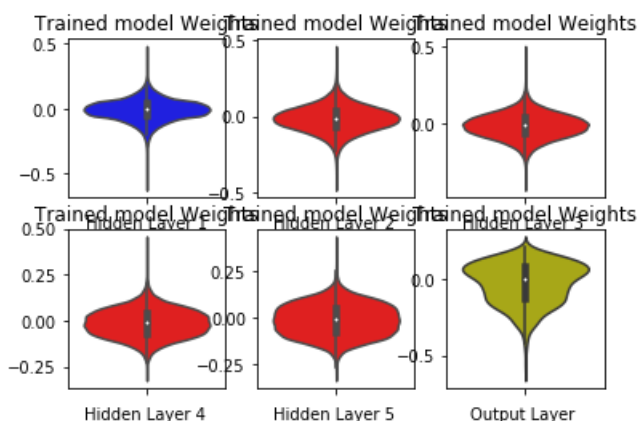 Trained model Weights Trained model Weights Trained model Weights
0.5 0.5 0.5
0.0 0.0 0.0
−0.5 −0.5
Hidden Layer 1 Hidden Layer 2 Hidden Layer 3
Trained model Weights Trained model Weights Trained model Weights
0.50
0.25 0.25 0.0
0.00 0.00
−0.25 −0.25 −0.5
Hidden Layer 4 Hidden Layer 5 Output Layer